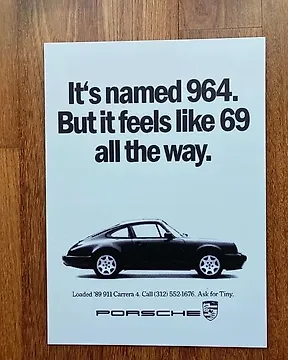 It's named 964.
But it feels like 69
all the way.
Loaded '89 911 Carrera 4. Call (312) 552-1676. Ask for Tiny.
PORSCHE